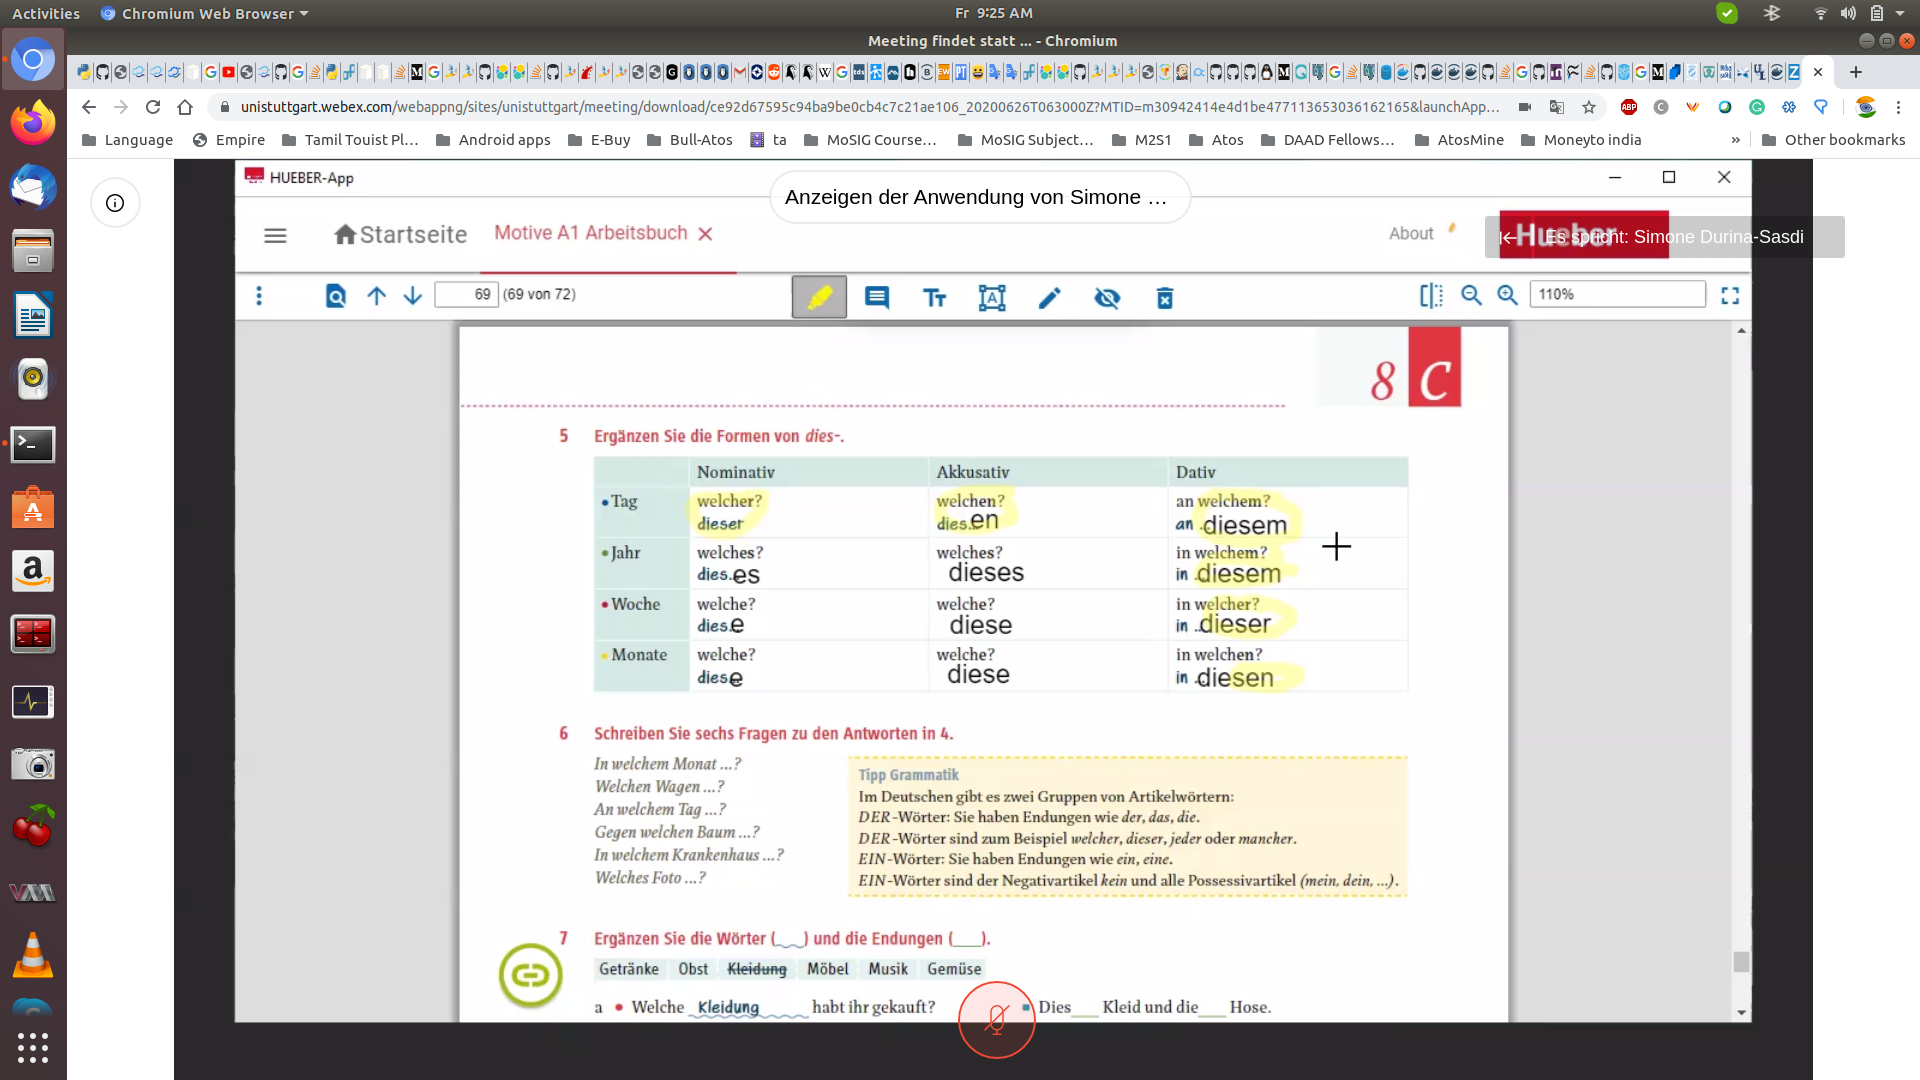 Activities
Chromium Web Browser
Fr 9:25 AM
Meeting findet statt ... - Chromium
unistuttgart.webex.com/webappng/sites/unistuttgart/meeting/download/ce92d67595c94ba9be0cb4c7c21ae106_20200626T063000Z?MTID=m30942414e4d1be477113653036162165&launchApp...
Language
Empire
Tamil Touist Pl...
Android apps
E-Buy
Bull-Atos
ta
MoSIG Course...
MoSIG Subject...
M2S1
Atos
DAAD Fellows...
AtosMine
Moneyto india
»
Other bookmarks
HUEBER-App
Anzeigen der Anwendung von Simone ...
Startseite
Motive A1 Arbeitsbuch
About
Hueber
Es spricht: Simone Durina-Sasdi
69 (69 von 72)
110%
8 C
5 Ergänzen Sie die Formen von dies-.
Nominativ Akkusativ Dativ
Tag welcher? welchen? an welchem?
dieser dies...en an ...diesem
Jahr welches? welches? in welchem?
dies...es dieses in ...diesem
Woche welche? welche? in welcher?
dies...e diese in ...dieser
Monate welche? welche? in welchen?
dies...e diese in ...diesen
6 Schreiben Sie sechs Fragen zu den Antworten in 4.
In welchem Monat ...?
Welchen Wagen ...?
An welchem Tag ...?
Gegen welchen Baum ...?
In welchem Krankenhaus ...?
Welches Foto ...?
Tipp Grammatik
Im Deutschen gibt es zwei Gruppen von Artikelwörtern:
DER-Wörter: Sie haben Endungen wie der, das, die.
DER-Wörter sind zum Beispiel welcher, dieser, jeder oder mancher.
EIN-Wörter: Sie haben Endungen wie ein, eine.
EIN-Wörter sind der Negativartikel kein und alle Possessivartikel (mein, dein, ...).
7 Ergänzen Sie die Wörter (___) und die Endungen (___).
Getränke Obst Kleidung Möbel Musik Gemüse
a Welche Kleidung habt ihr gekauft? Dies___ Kleid und die___ Hose.